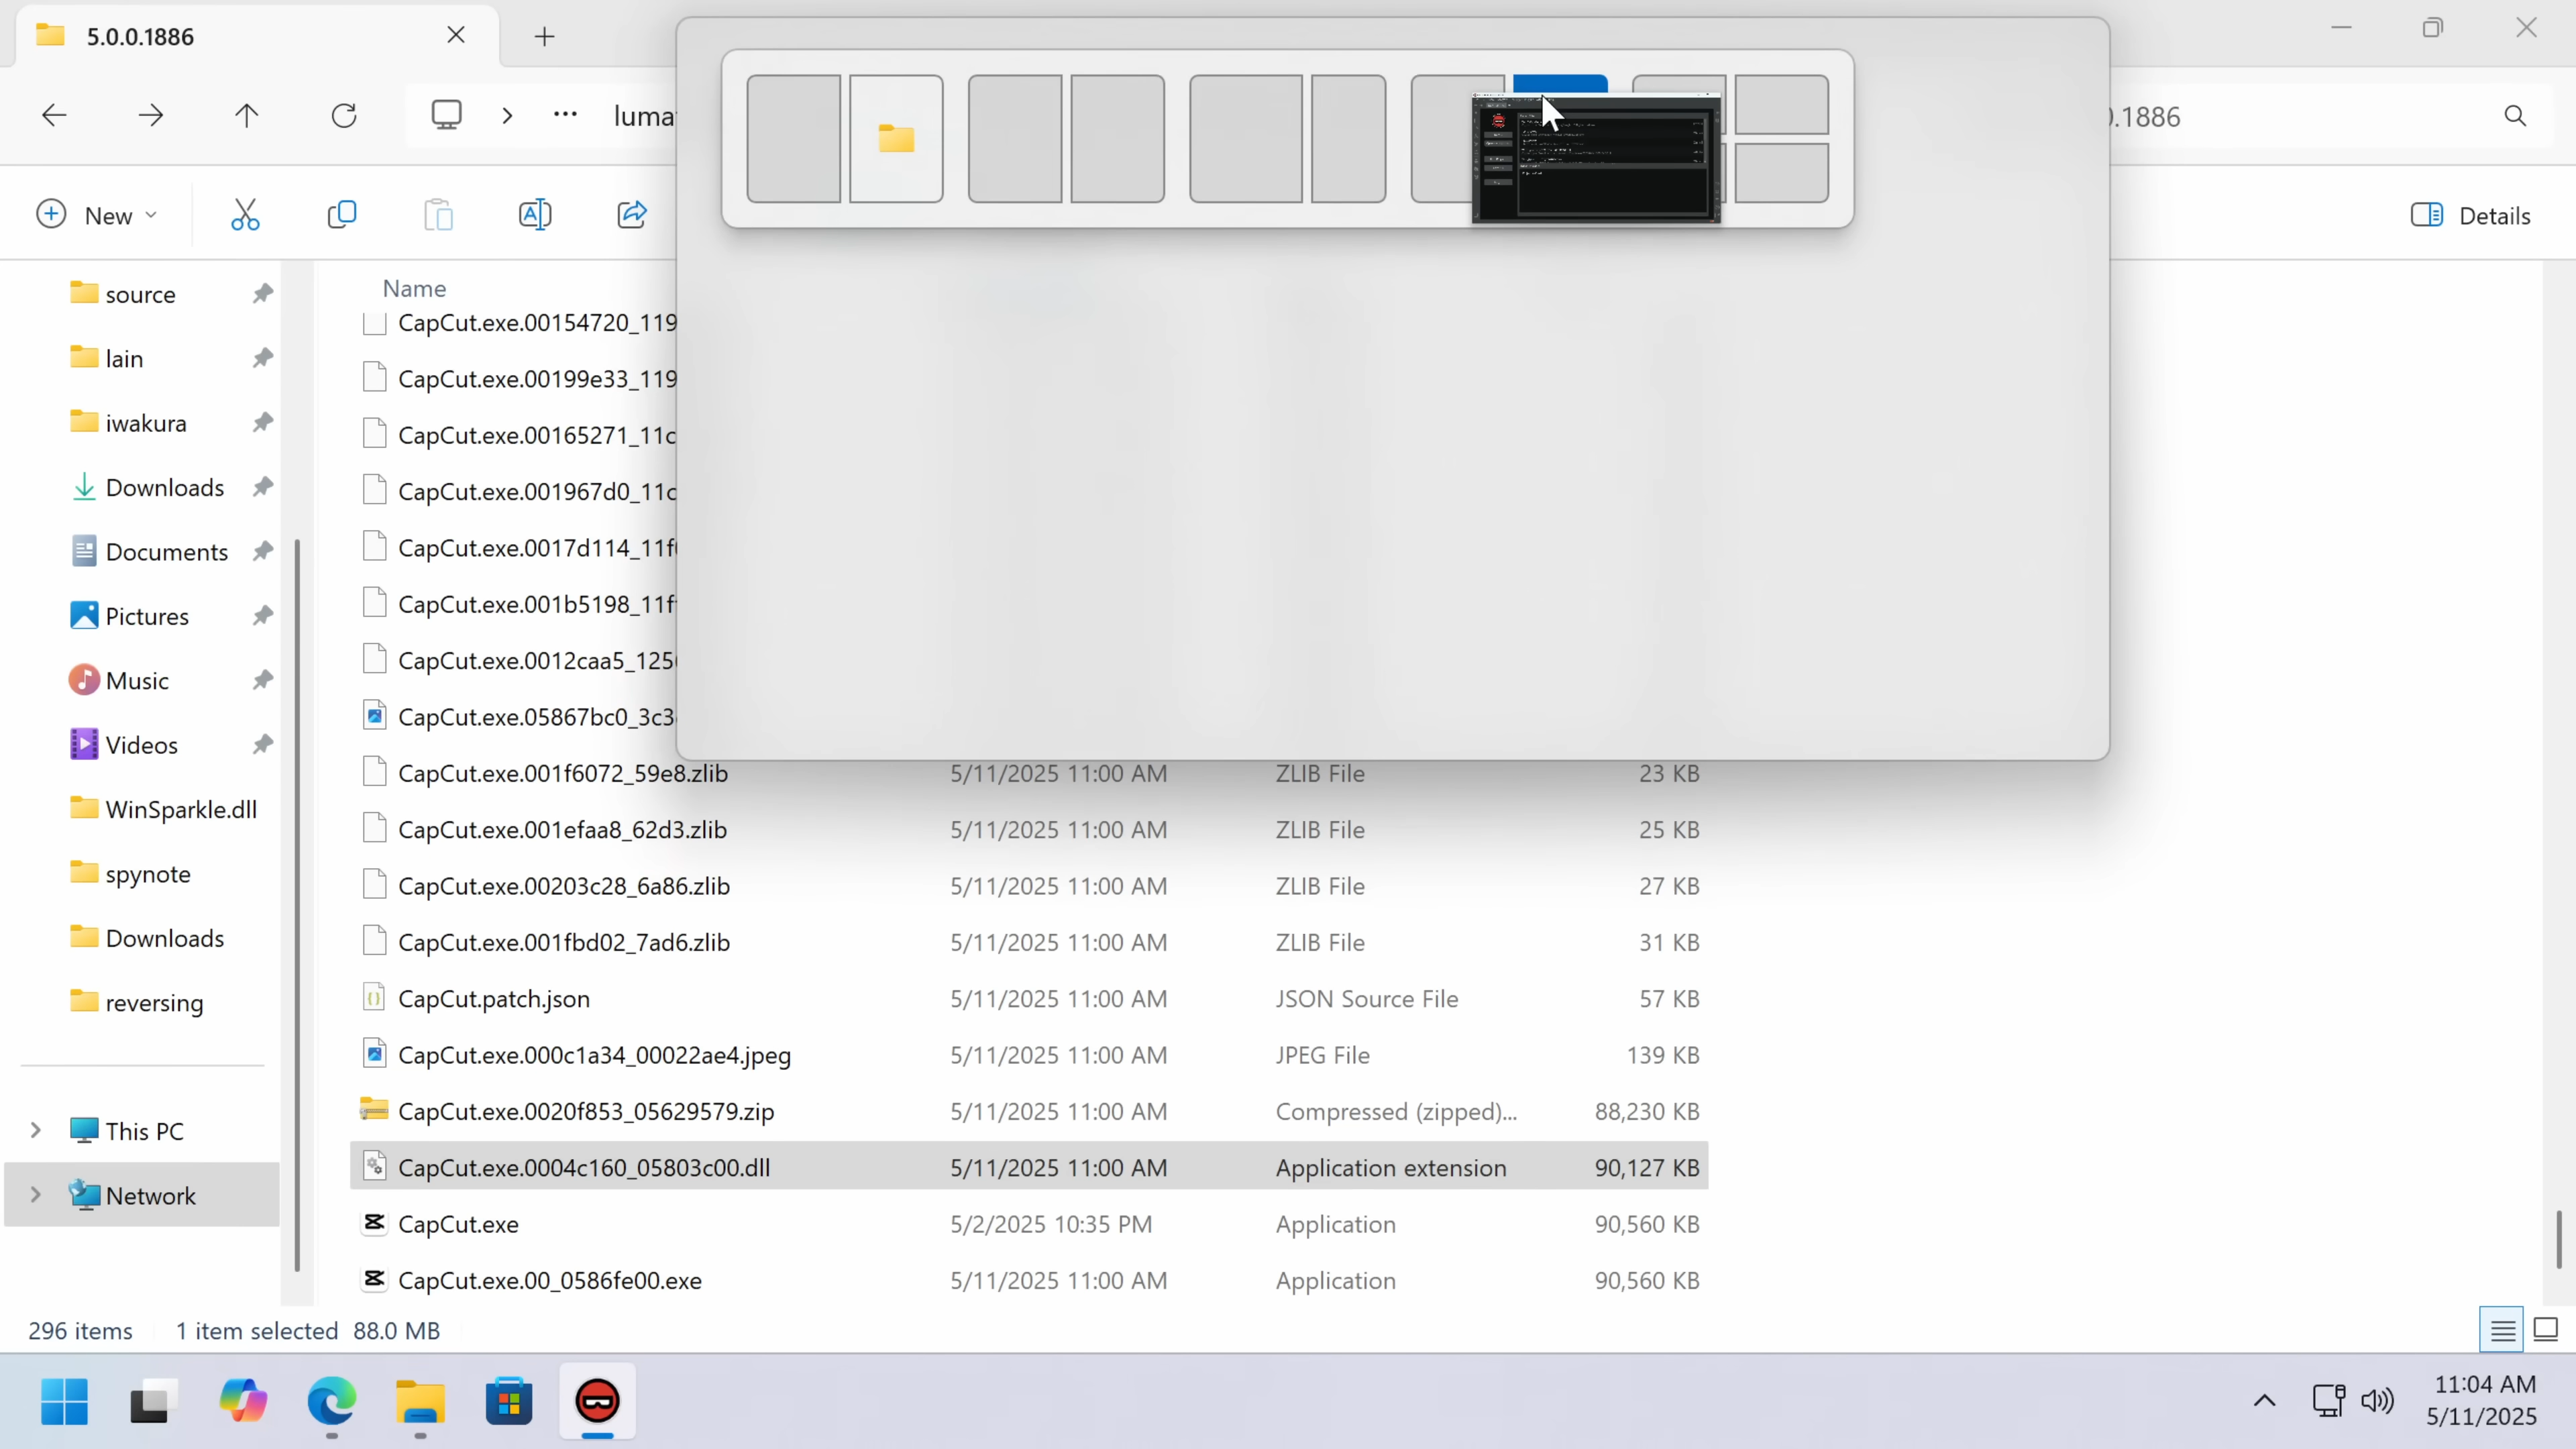 5.0.0.1886
luma
0.1886
New
Details
source
lain
iwakura
Downloads
Documents
Pictures
Music
Videos
WinSparkle.dll
spynote
Downloads
reversing
This PC
Network
Name
CapCut.exe.00154720_119
CapCut.exe.00199e33_119
CapCut.exe.00165271_11c
CapCut.exe.001967d0_11c
CapCut.exe.0017d114_11f
CapCut.exe.001b5198_11f
CapCut.exe.0012caa5_125
CapCut.exe.05867bc0_3c3
CapCut.exe.001f6072_59e8.zlib 5/11/2025 11:00 AM ZLIB File 23 KB
CapCut.exe.001efaa8_62d3.zlib 5/11/2025 11:00 AM ZLIB File 25 KB
CapCut.exe.00203c28_6a86.zlib 5/11/2025 11:00 AM ZLIB File 27 KB
CapCut.exe.001fbd02_7ad6.zlib 5/11/2025 11:00 AM ZLIB File 31 KB
CapCut.patch.json 5/11/2025 11:00 AM JSON Source File 57 KB
CapCut.exe.000c1a34_00022ae4.jpeg 5/11/2025 11:00 AM JPEG File 139 KB
CapCut.exe.0020f853_05629579.zip 5/11/2025 11:00 AM Compressed (zipped)... 88,230 KB
CapCut.exe.0004c160_05803c00.dll 5/11/2025 11:00 AM Application extension 90,127 KB
CapCut.exe 5/2/2025 10:35 PM Application 90,560 KB
CapCut.exe.00_0586fe00.exe 5/11/2025 11:00 AM Application 90,560 KB
296 items 1 item selected 88.0 MB
11:04 AM
5/11/2025